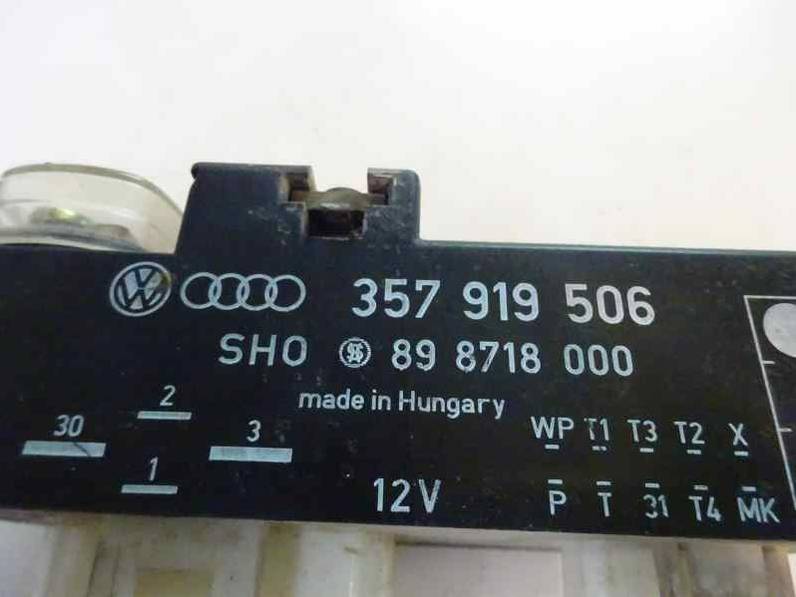 357 919 506
SHO 89 8718 000
made in Hungary
30 2 3 1
12V
WP T1 T3 T2 X
P T 31 T4 MK